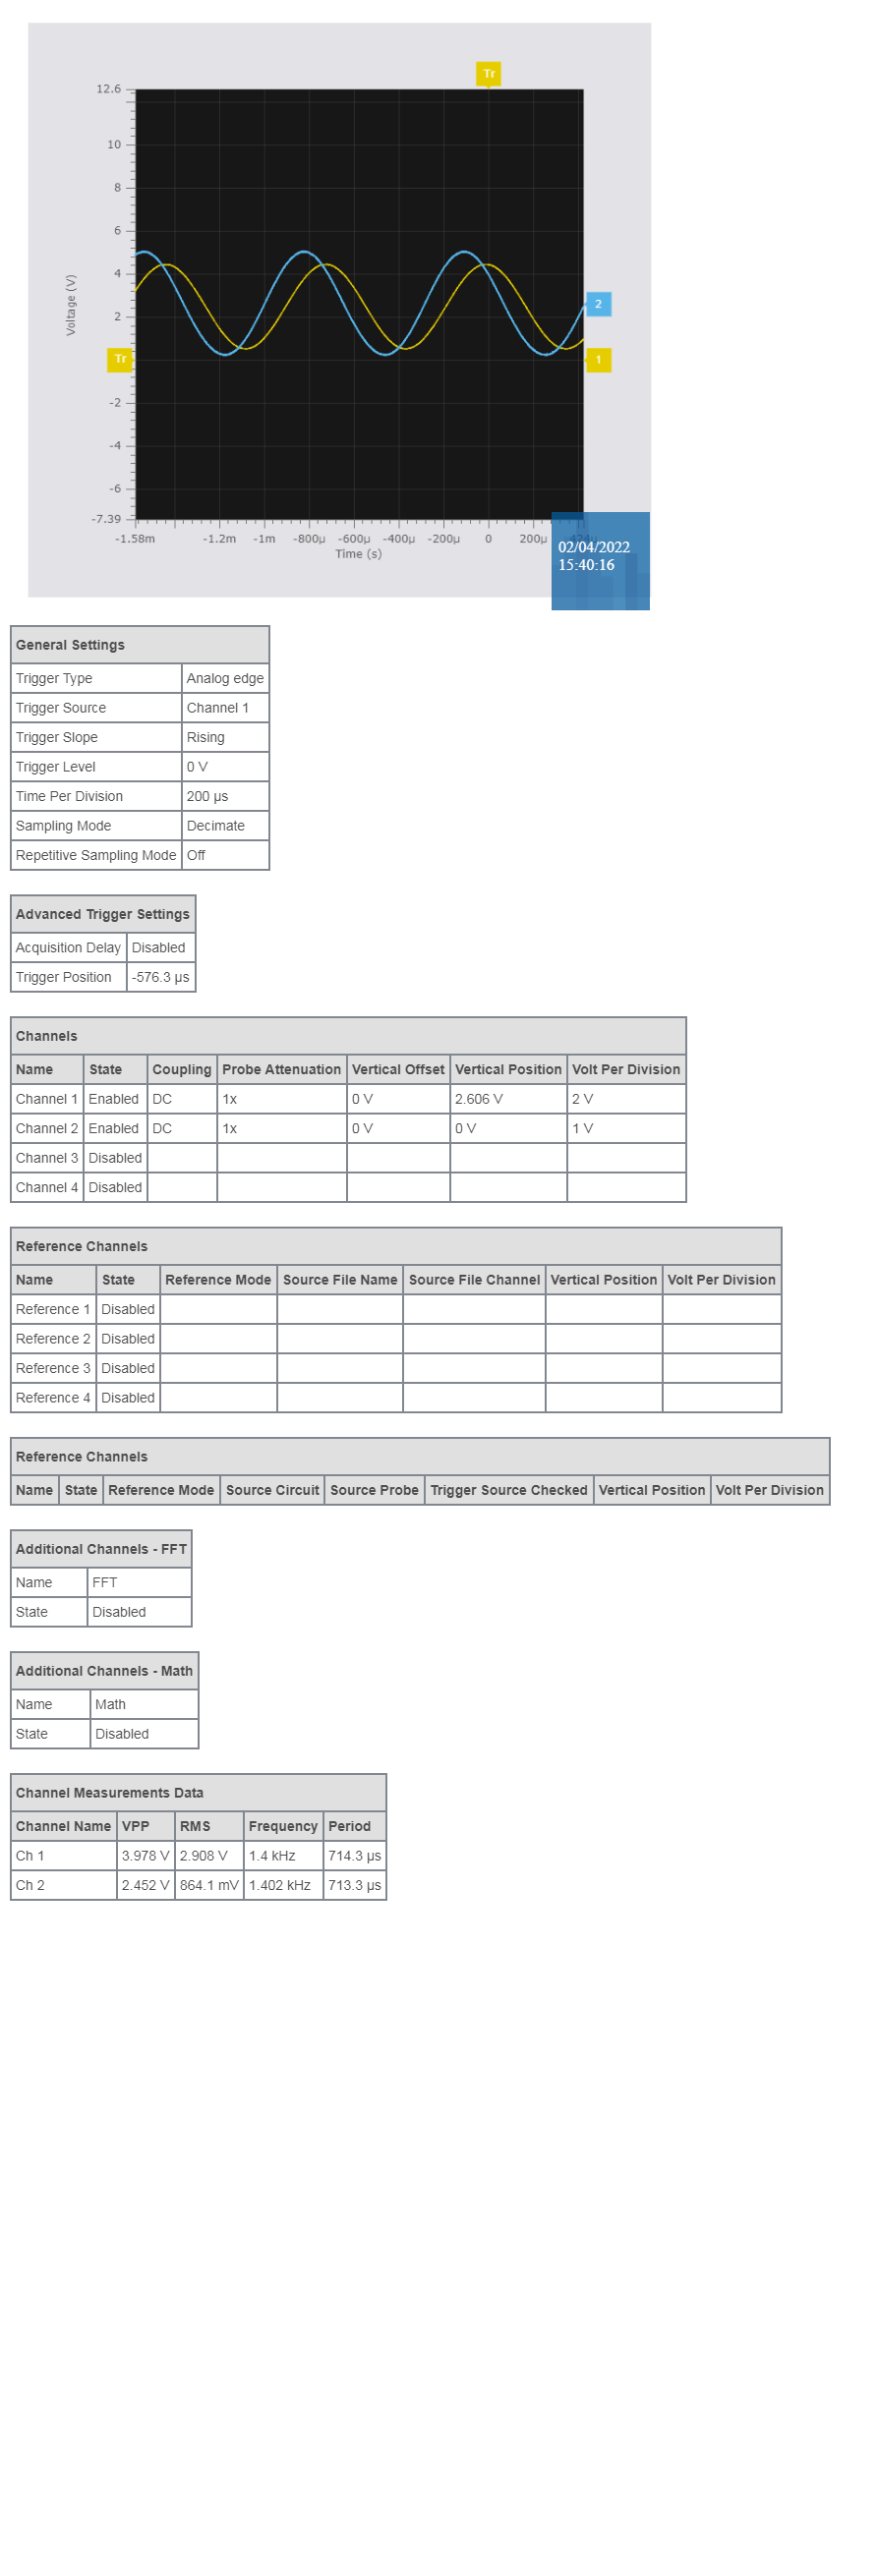 Tr
12.6
10
8
6
4
2
Tr
-2
-4
-6
-7.39
Voltage (V)
2
1
-1.58m -1.2m -1m -800µ -600µ -400µ -200µ 0 200µ
Time (s)
02/04/2022
15:40:16
General Settings
Trigger Type Analog edge
Trigger Source Channel 1
Trigger Slope Rising
Trigger Level 0 V
Time Per Division 200 µs
Sampling Mode Decimate
Repetitive Sampling Mode Off
Advanced Trigger Settings
Acquisition Delay Disabled
Trigger Position -576.3 µs
Channels
Name State Coupling Probe Attenuation Vertical Offset Vertical Position Volt Per Division
Channel 1 Enabled DC 1x 0 V 2.606 V 2 V
Channel 2 Enabled DC 1x 0 V 0 V 1 V
Channel 3 Disabled
Channel 4 Disabled
Reference Channels
Name State Reference Mode Source File Name Source File Channel Vertical Position Volt Per Division
Reference 1 Disabled
Reference 2 Disabled
Reference 3 Disabled
Reference 4 Disabled
Reference Channels
Name State Reference Mode Source Circuit Source Probe Trigger Source Checked Vertical Position Volt Per Division
Additional Channels - FFT
Name FFT
State Disabled
Additional Channels - Math
Name Math
State Disabled
Channel Measurements Data
Channel Name VPP RMS Frequency Period
Ch 1 3.978 V 2.908 V 1.4 kHz 714.3 µs
Ch 2 2.452 V 864.1 mV 1.402 kHz 713.3 µs